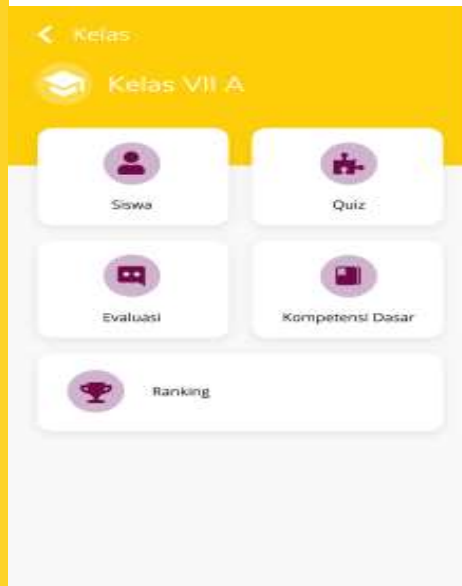 Kelas
Kelas VII A
Siswa
Quiz
Evaluasi
Kompetensi Dasar
Ranking